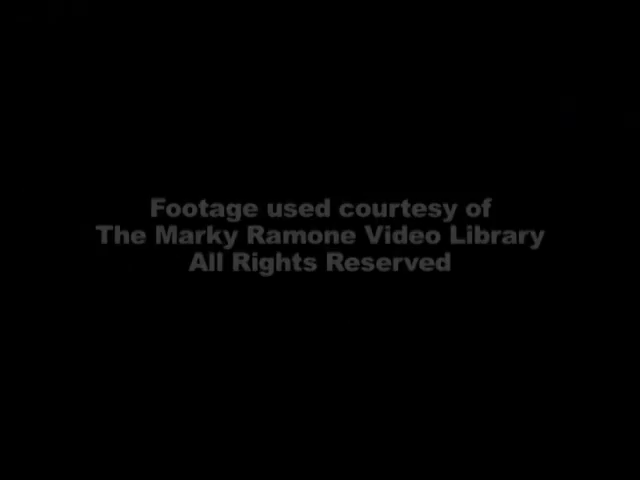 Footage used courtesy of
The Marky Ramone Video Library
All Rights Reserved